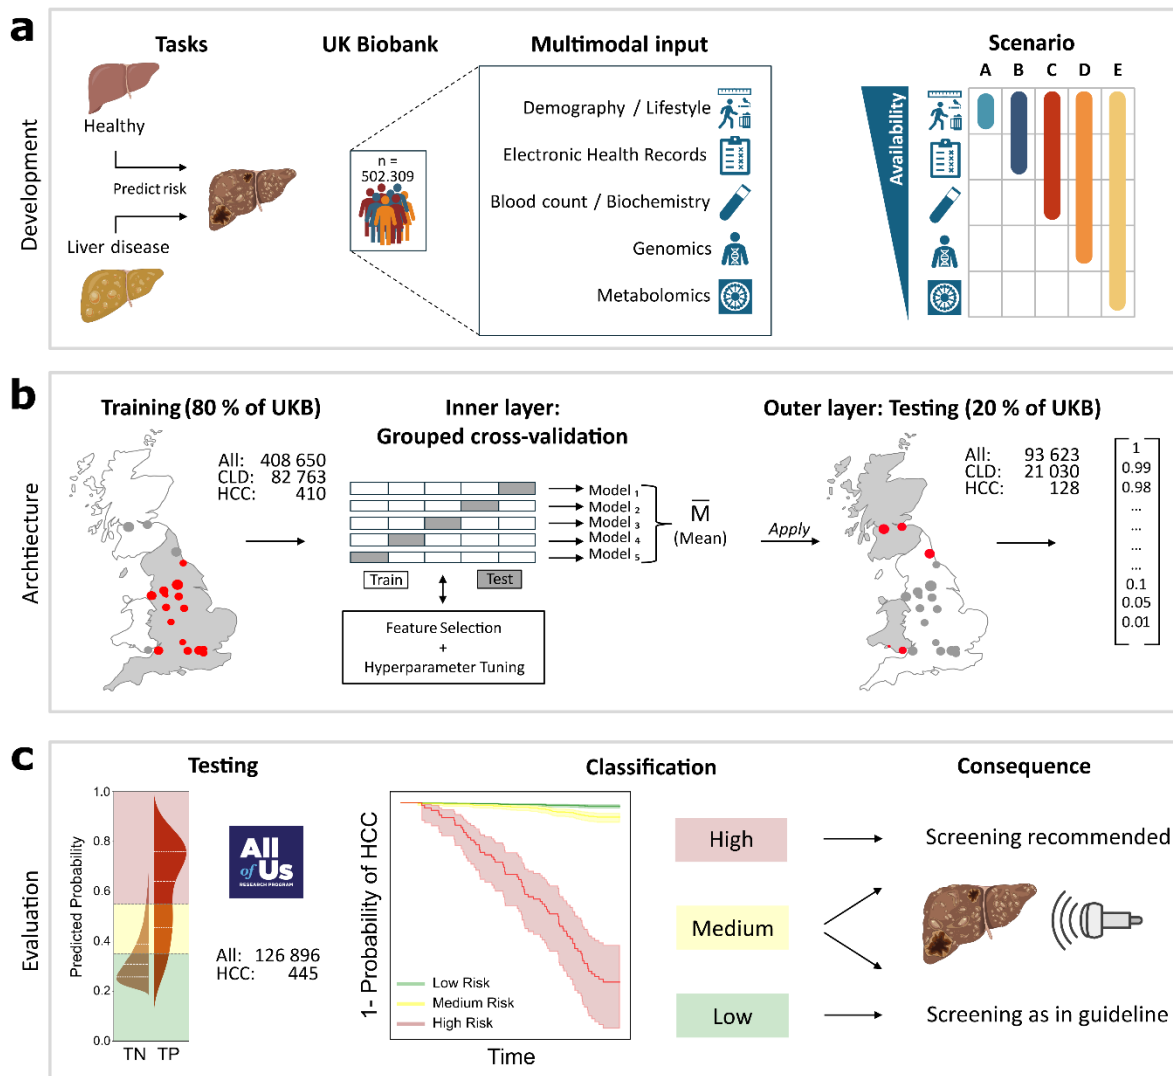 a
Development
Tasks
Healthy
Predict risk
Liver disease
UK Biobank
n =
502.309
Multimodal input
Demography / Lifestyle
Electronic Health Records
Blood count / Biochemistry
Genomics
Metabolomics
Scenario
A B C D E
Availability
b
Archtiecture
Training (80 % of UKB)
All: 408 650
CLD: 82 763
HCC: 410
Inner layer:
Grouped cross-validation
Model 1
Model 2
Model 3
Model 4
Model 5
M
(Mean)
Train
Test
Feature Selection
+
Hyperparameter Tuning
Apply
Outer layer: Testing (20 % of UKB)
All: 93 623
CLD: 21 030
HCC: 128
1
0.99
0.98
...
...
...
...
0.1
0.05
0.01
c
Evaluation
Testing
Predicted Probability
1.0
0.8
0.6
0.4
0.2
0.0
TN TP
All
of Us
RESEARCH PROGRAM
All: 126 896
HCC: 445
Classification
1- Probability of HCC
Low Risk
Medium Risk
High Risk
Time
High
Medium
Low
Consequence
Screening recommended
Screening as in guideline